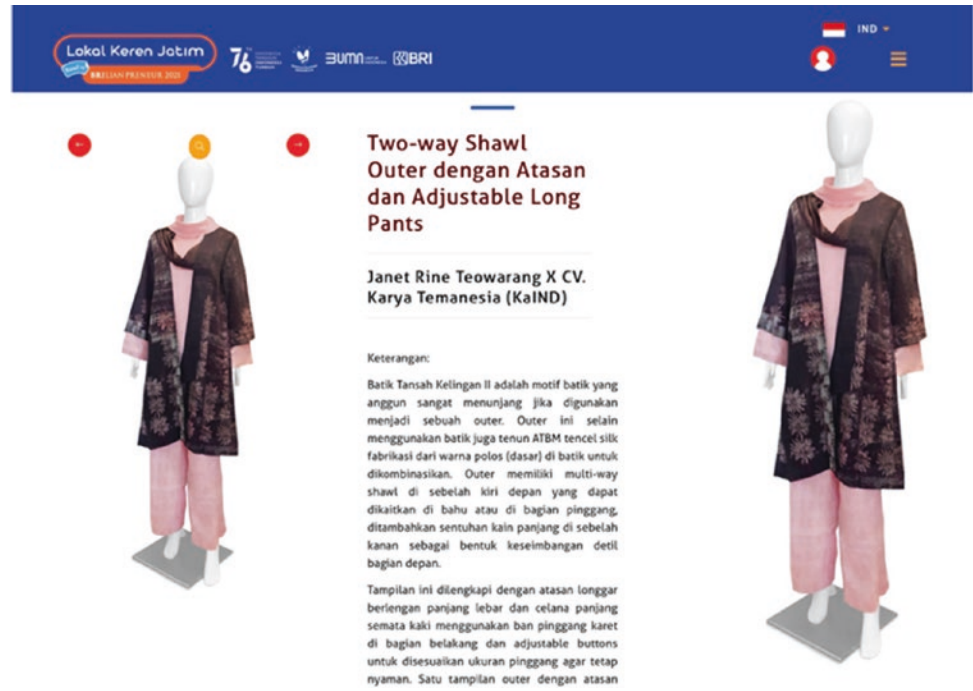 Lokal Keren Jatim
BRILIAN PRENEUR 2021
76
BUMN
BRI
IND
Two-way Shawl
Outer dengan Atasan
dan Adjustable Long
Pants
Janet Rine Teowarang X CV.
Karya Temanesia (KaIND)
Keterangan:
Batik Tansah Kelingan II adalah motif batik yang
anggun sangat menunjang jika digunakan
menjadi sebuah outer. Outer ini selain
menggunakan batik juga tenun ATBM tencel silk
fabrikasi dari warna polos (dasar) di batik untuk
dikombinasikan. Outer memiliki multi-way
shawl di sebelah kiri depan yang dapat
dikaitkan di bahu atau di bagian pinggang,
ditambahkan sentuhan kain panjang di sebelah
kanan sebagai bentuk keseimbangan detil
bagian depan.
Tampilan ini dilengkapi dengan atasan longgar
berlengan panjang lebar dan celana panjang
semata kaki menggunakan ban pinggang karet
di bagian belakang dan adjustable buttons
untuk disesuaikan ukuran pinggang agar tetap
nyaman. Satu tampilan outer dengan atasan